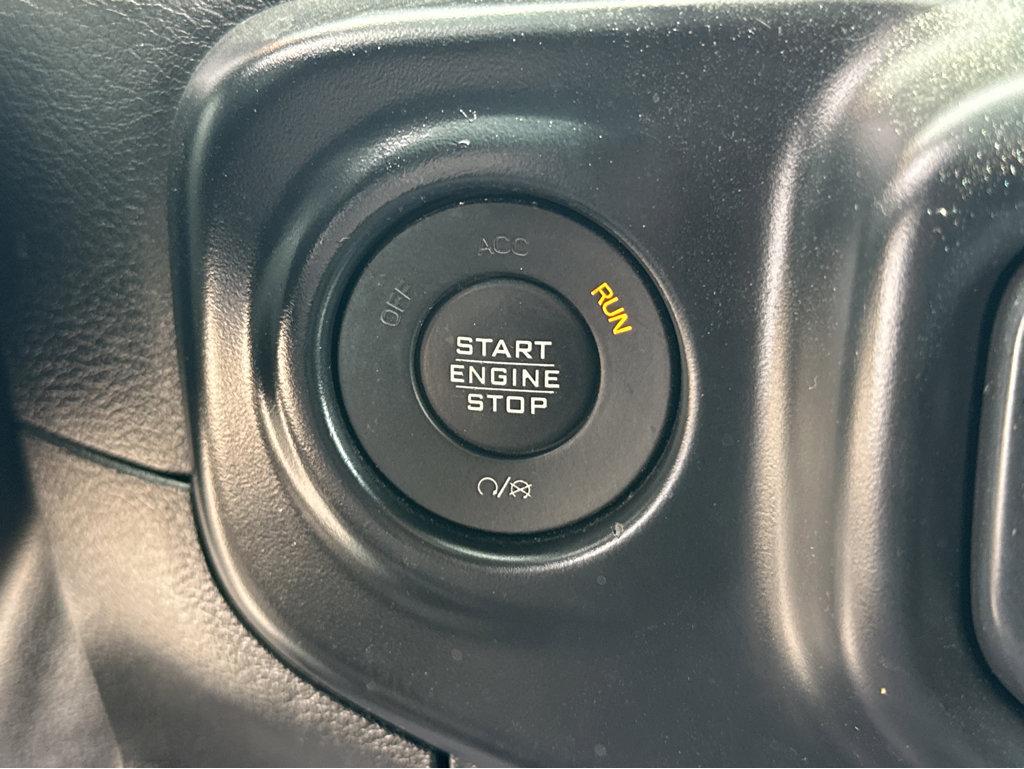 ACC
OFF
RUN
START
ENGINE
STOP